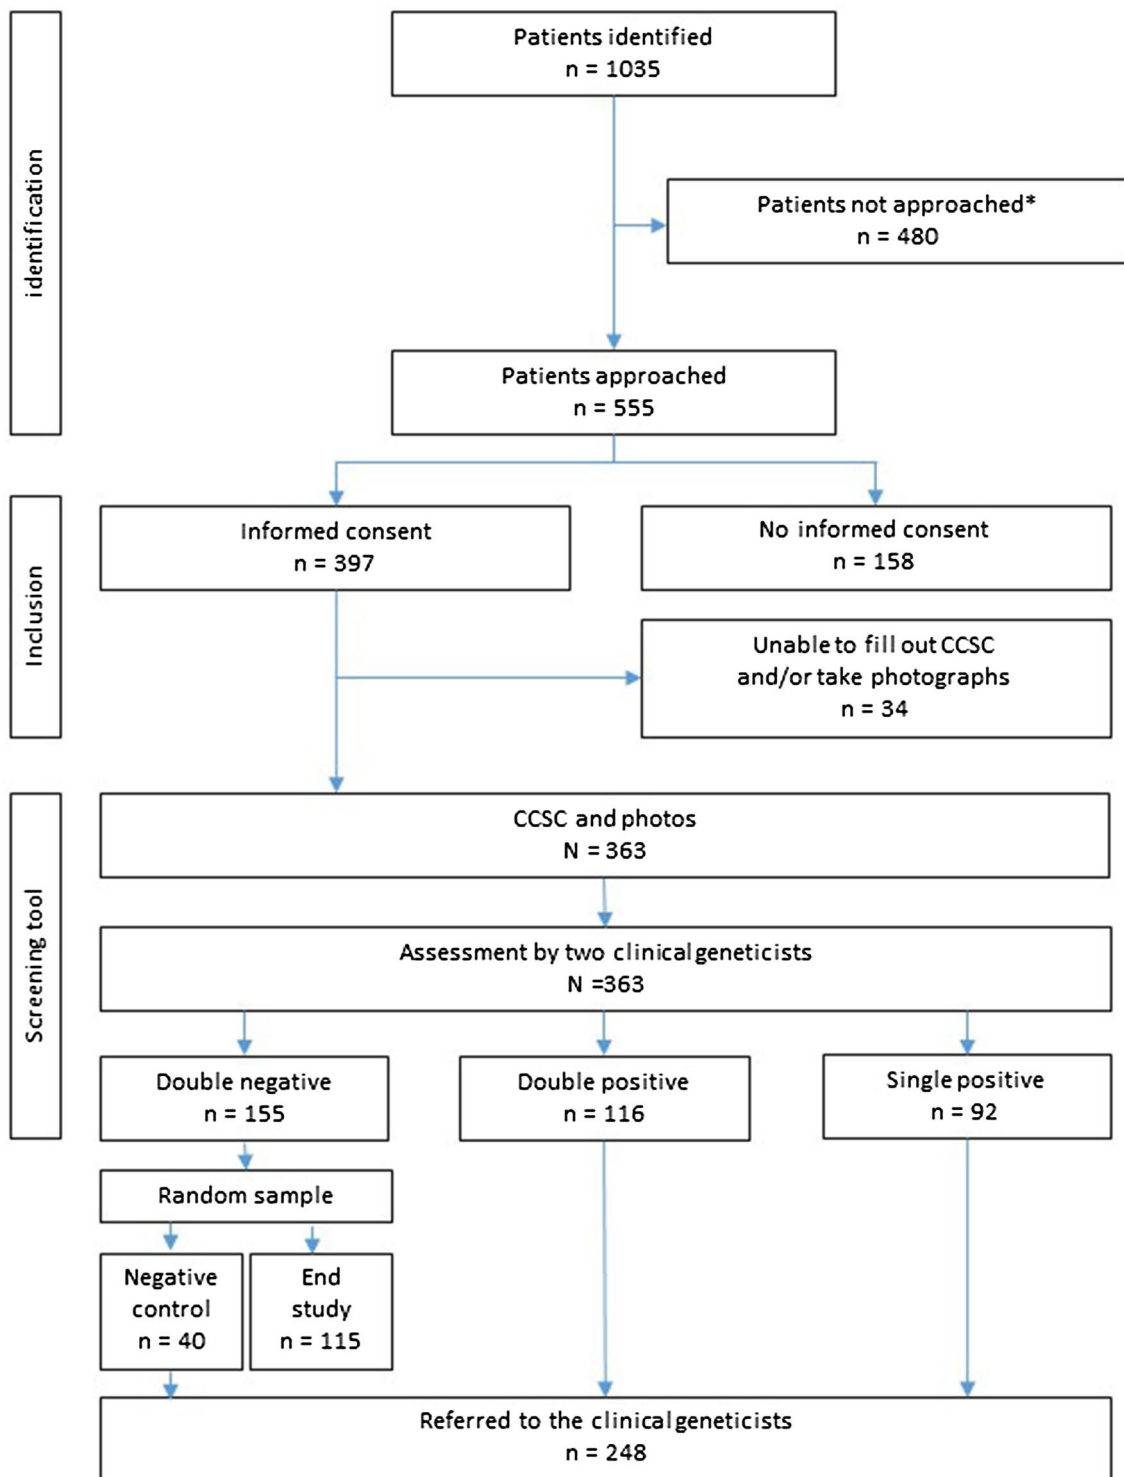 identification
Patients identified
n = 1035
Patients not approached*
n = 480
Patients approached
n = 555
Inclusion
Informed consent
n = 397
No informed consent
n = 158
Unable to fill out CCSC
and/or take photographs
n = 34
Screening tool
CCSC and photos
N = 363
Assessment by two clinical geneticists
N =363
Double negative
n = 155
Double positive
n = 116
Single positive
n = 92
Random sample
Negative
control
n = 40
End
study
n = 115
Referred to the clinical geneticists
n = 248